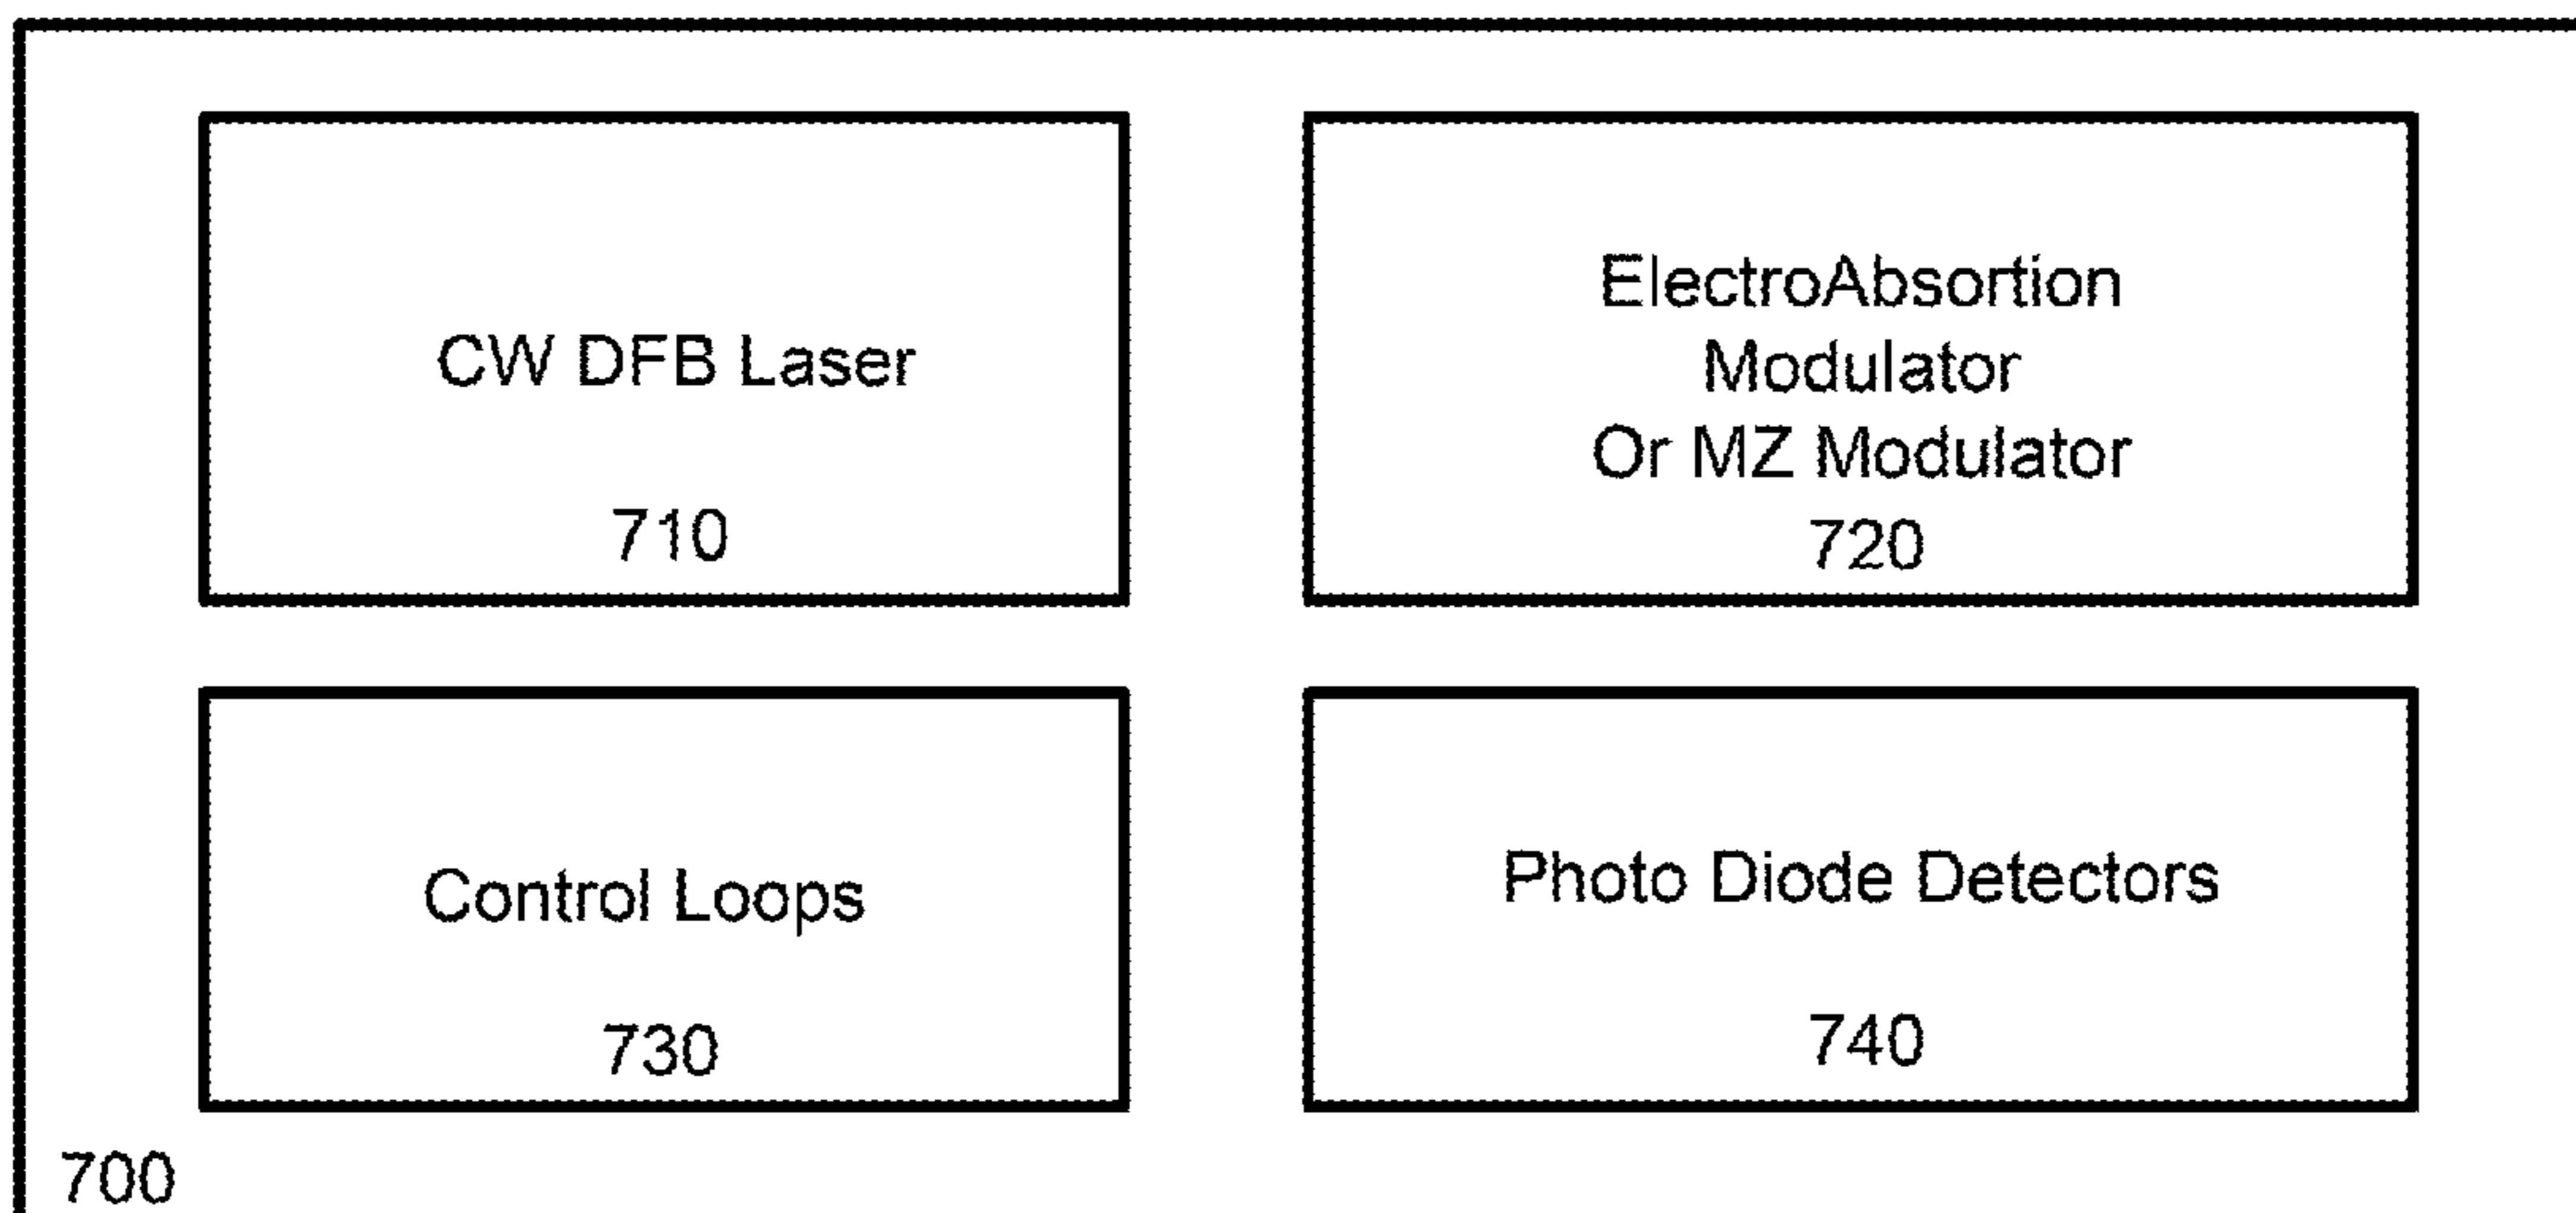 CW DFB Laser
710
ElectroAbsortion
Modulator
Or MZ Modulator
720
Control Loops
730
Photo Diode Detectors
740
700